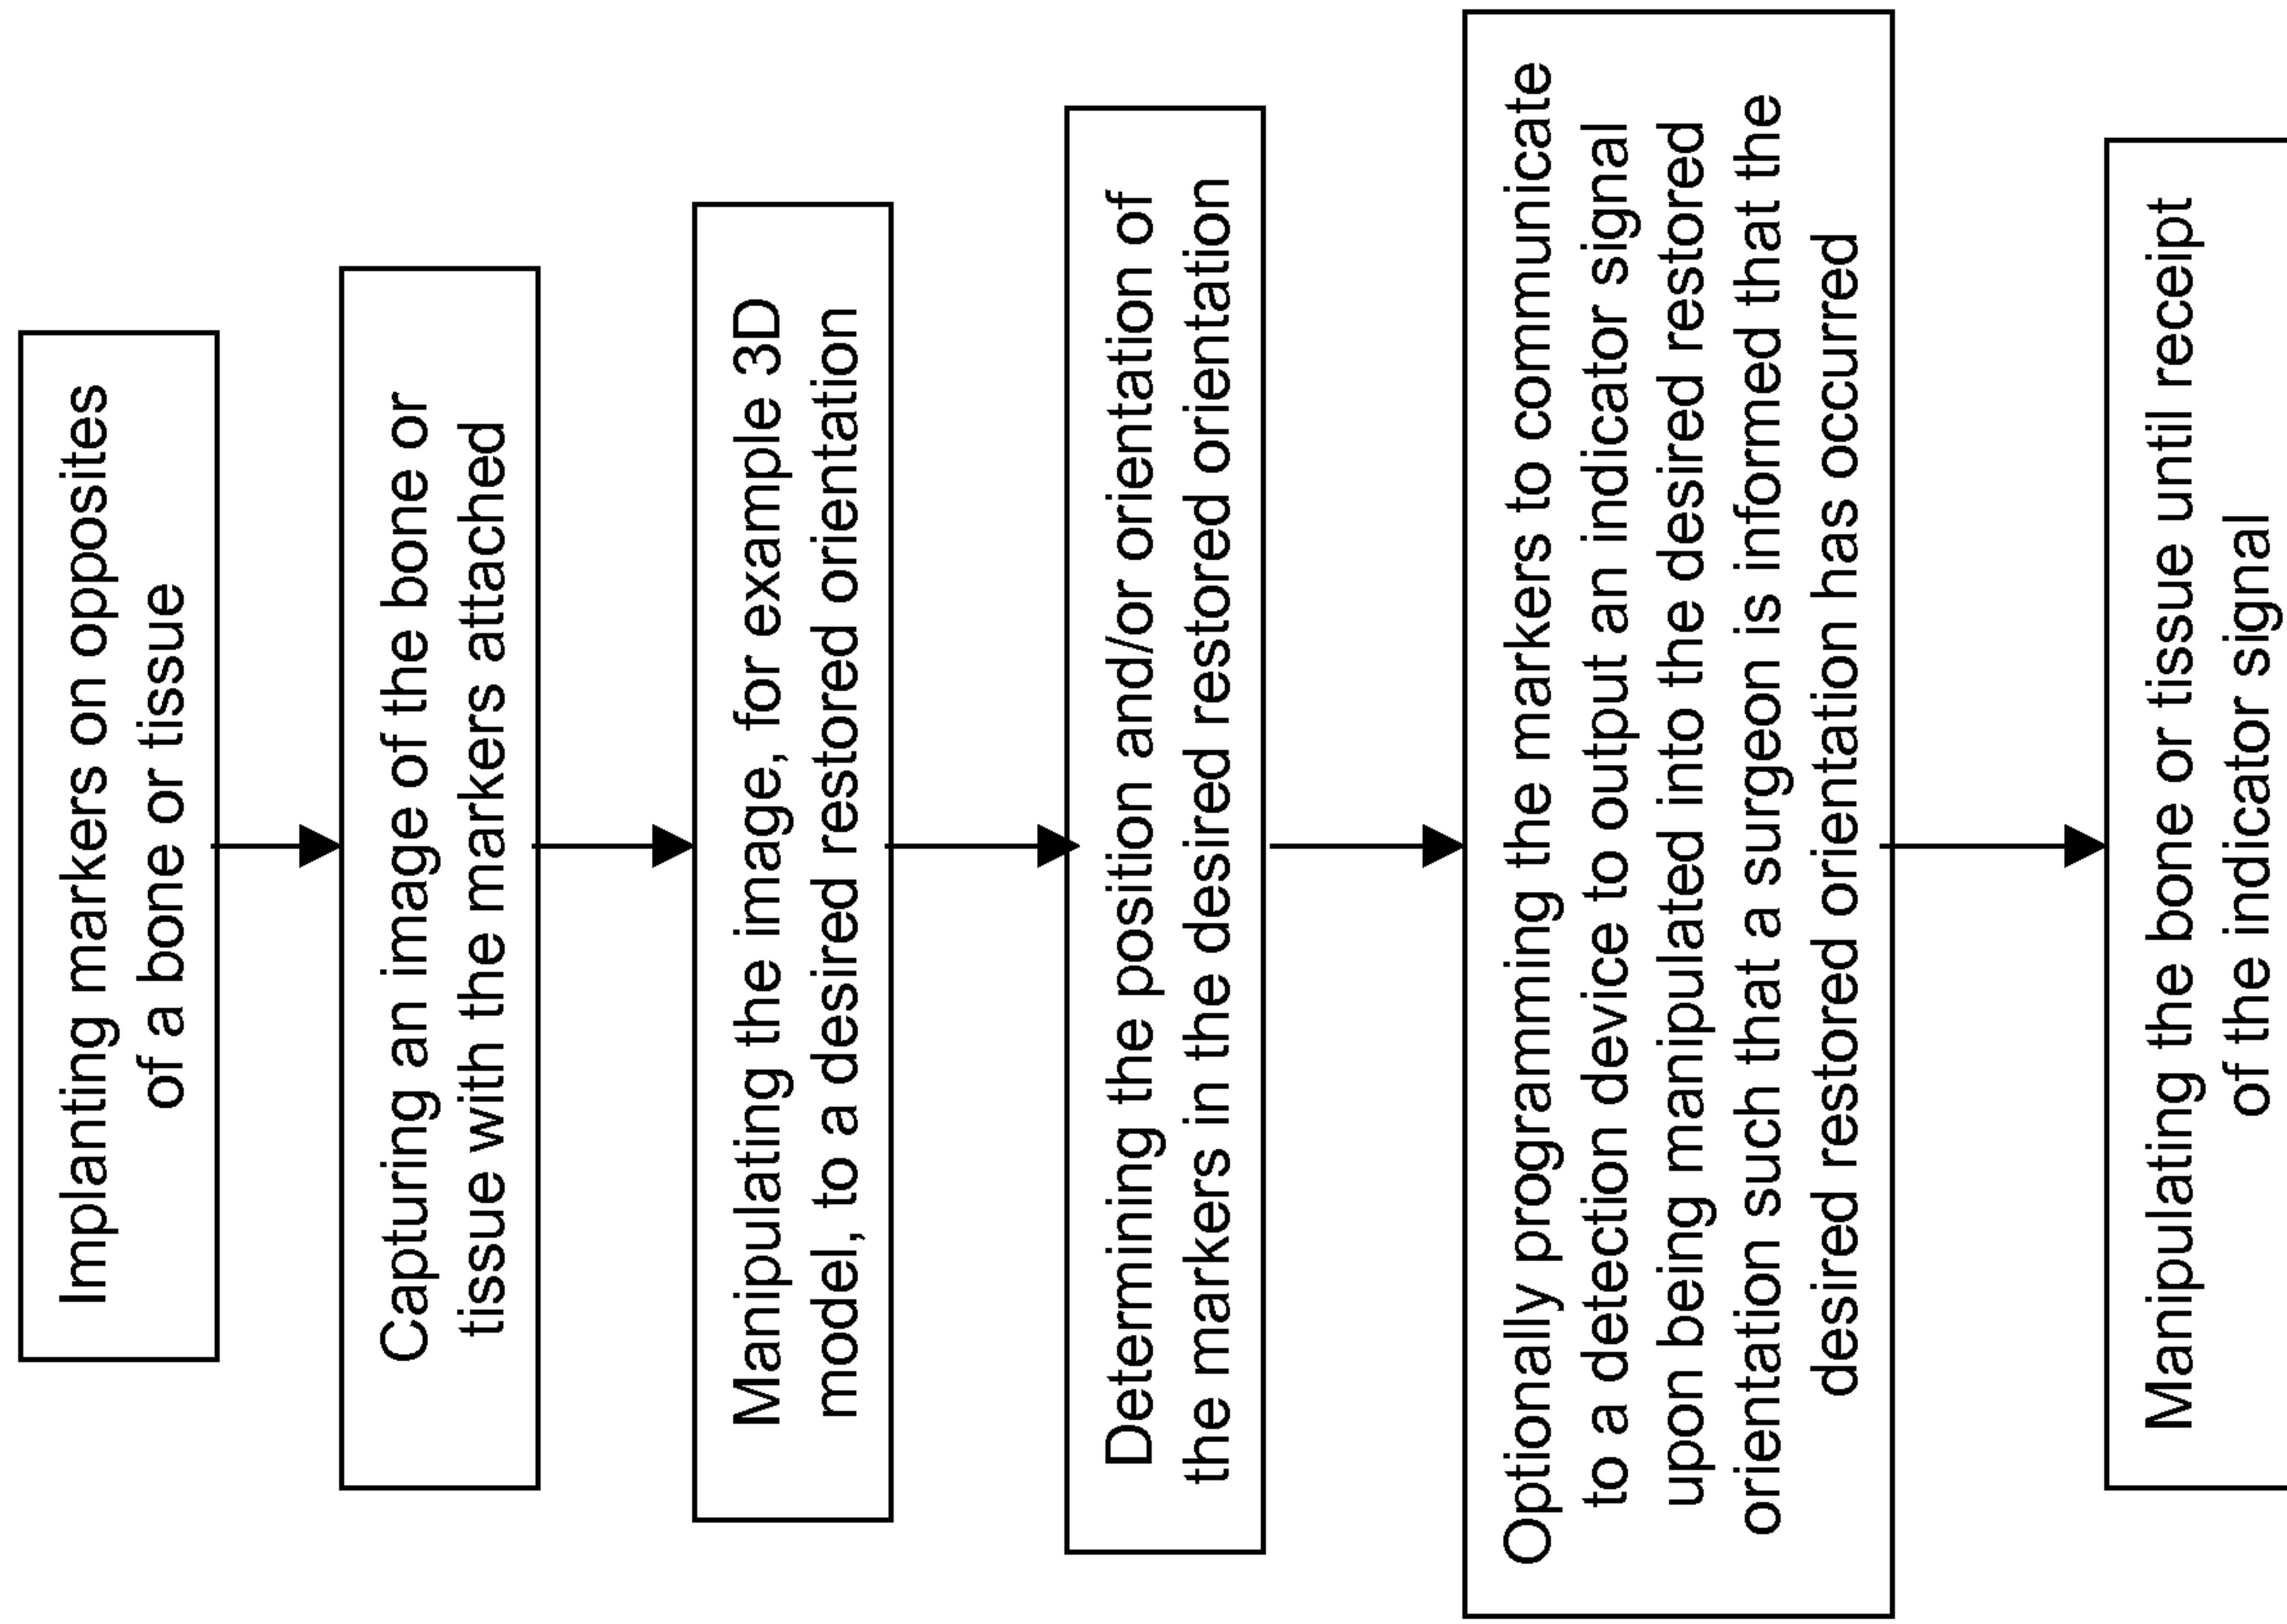 Implanting markers on opposites
of a bone or tissue
Capturing an image of the bone or
tissue with the markers attached
Manipulating the image, for example 3D
model, to a desired restored orientation
Determining the position and/or orientation of
the markers in the desired restored orientation
Optionally programming the markers to communicate
to a detection device to output an indicator signal
upon being manipulated into the desired restored
orientation such that a surgeon is informed that the
desired restored orientation has occurred
Manipulating the bone or tissue until receipt
of the indicator signal